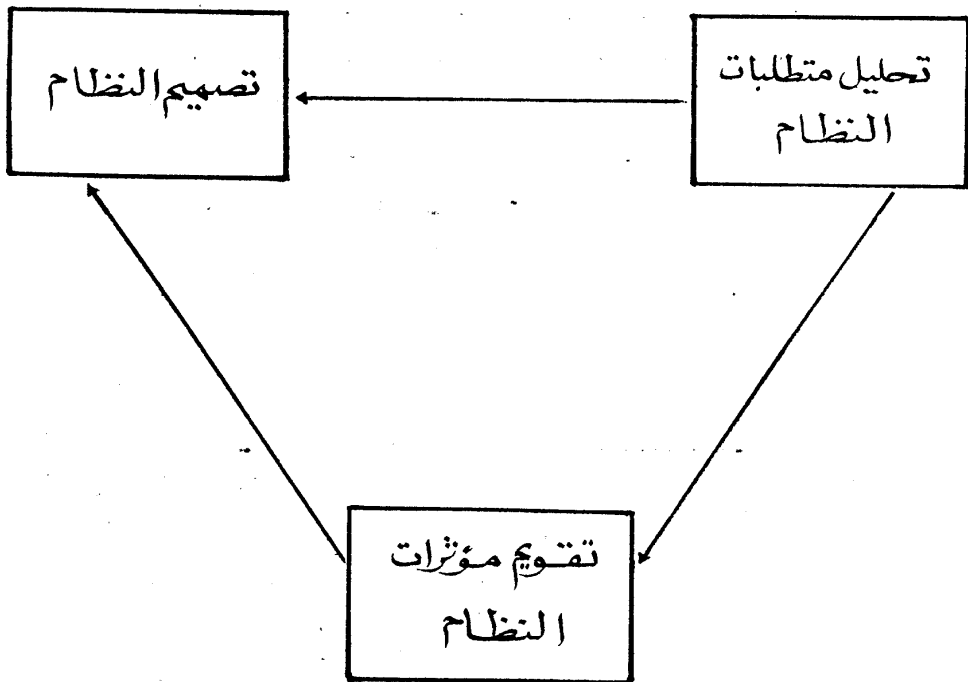 تحليل متطلبات
النظام
تصميم النظام
تقويم مؤثرات
النظام